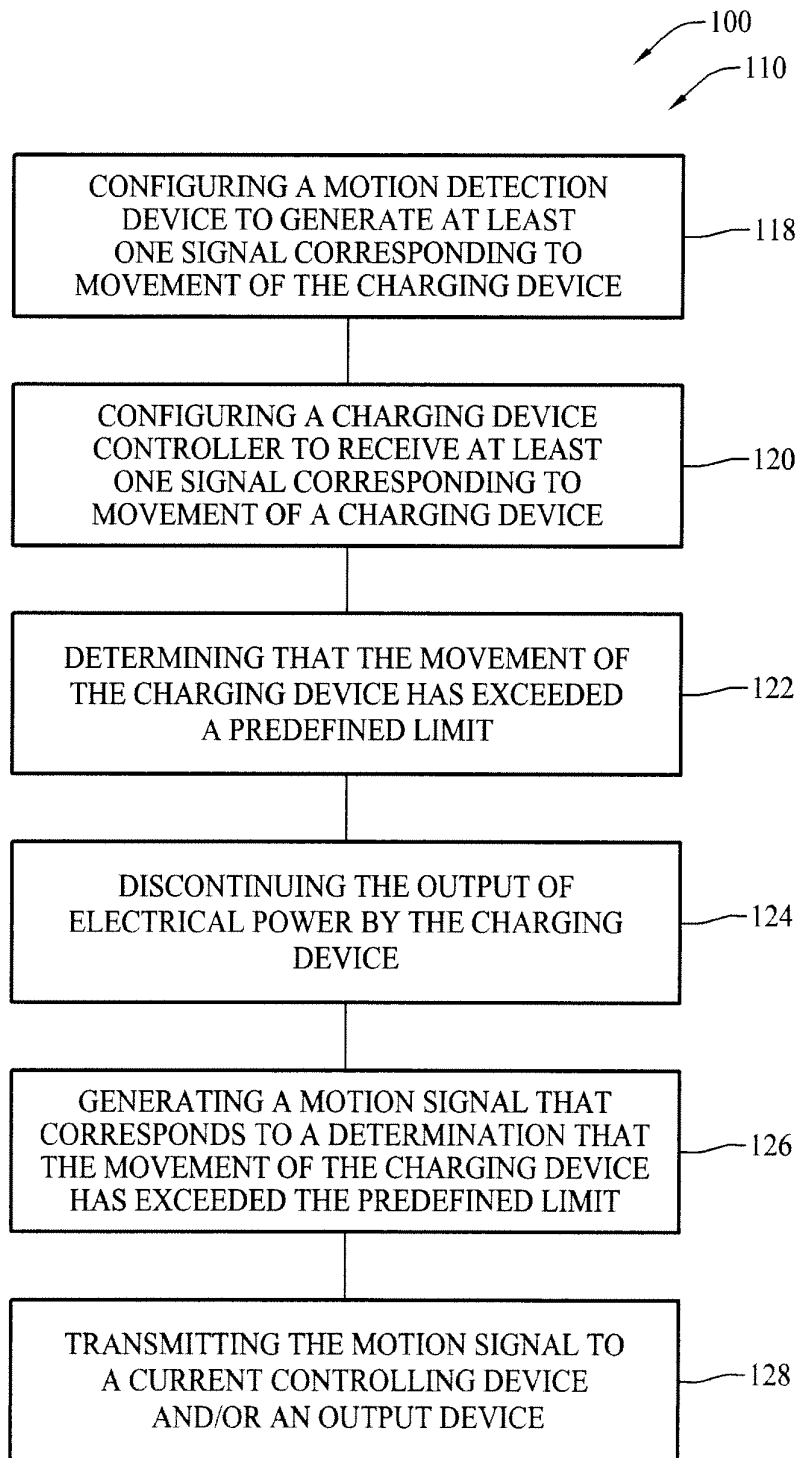 100
110
CONFIGURING A MOTION DETECTION
DEVICE TO GENERATE AT LEAST
ONE SIGNAL CORRESPONDING TO
MOVEMENT OF THE CHARGING DEVICE
118
CONFIGURING A CHARGING DEVICE
CONTROLLER TO RECEIVE AT LEAST
ONE SIGNAL CORRESPONDING TO
MOVEMENT OF A CHARGING DEVICE
120
DETERMINING THAT THE MOVEMENT OF
THE CHARGING DEVICE HAS EXCEEDED
A PREDEFINED LIMIT
122
DISCONTINUING THE OUTPUT OF
ELECTRICAL POWER BY THE CHARGING
DEVICE
124
GENERATING A MOTION SIGNAL THAT
CORRESPONDS TO A DETERMINATION THAT
THE MOVEMENT OF THE CHARGING DEVICE
HAS EXCEEDED THE PREDEFINED LIMIT
126
TRANSMITTING THE MOTION SIGNAL TO
A CURRENT CONTROLLING DEVICE
AND/OR AN OUTPUT DEVICE
128